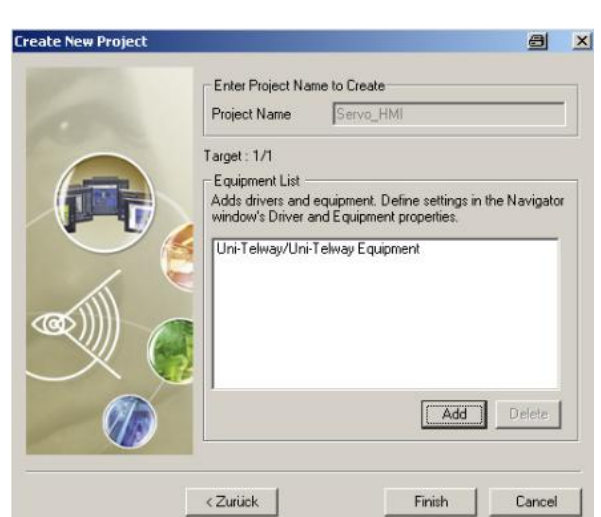 Create New Project
Enter Project Name to Create
Project Name Servo_HMI
Target : 1/1
Equipment List
Adds drivers and equipment. Define settings in the Navigator
window's Driver and Equipment properties.
Uni-Telway/Uni-Telway Equipment
Add Delete
< Zurück Finish Cancel